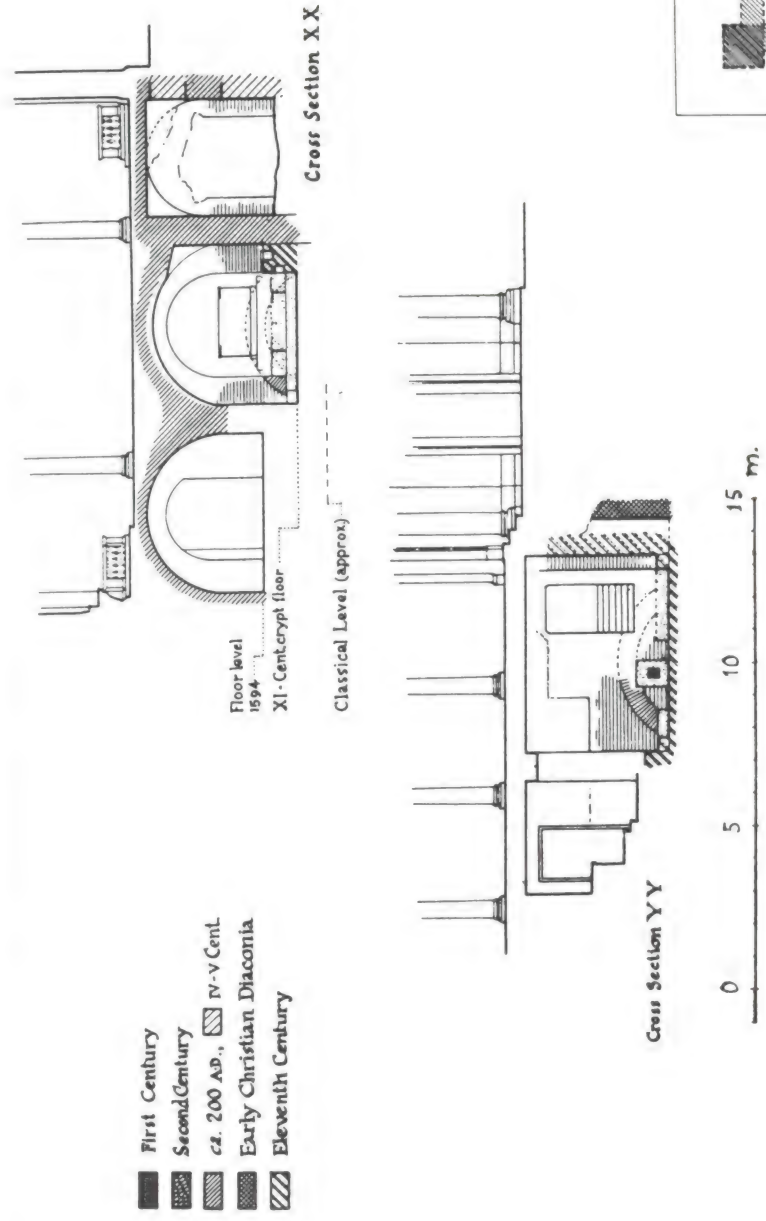 First Century
Second Century
ca. 200 A.D., IV-V Cent.
Early Christian Diaconia
Eleventh Century
Cross Section X X
Floor level
1594
XI-Cent. crypt floor
Classical Level (approx)
Cross Section Y Y
0 5 10 15 m.